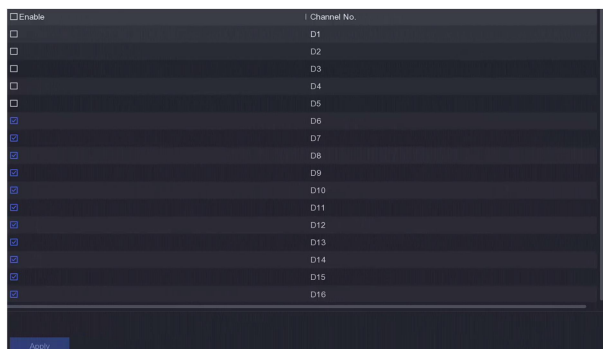 Enable Channel No.
D1
D2
D3
D4
D5
D6
D7
D8
D9
D10
D11
D12
D13
D14
D15
D16
Apply